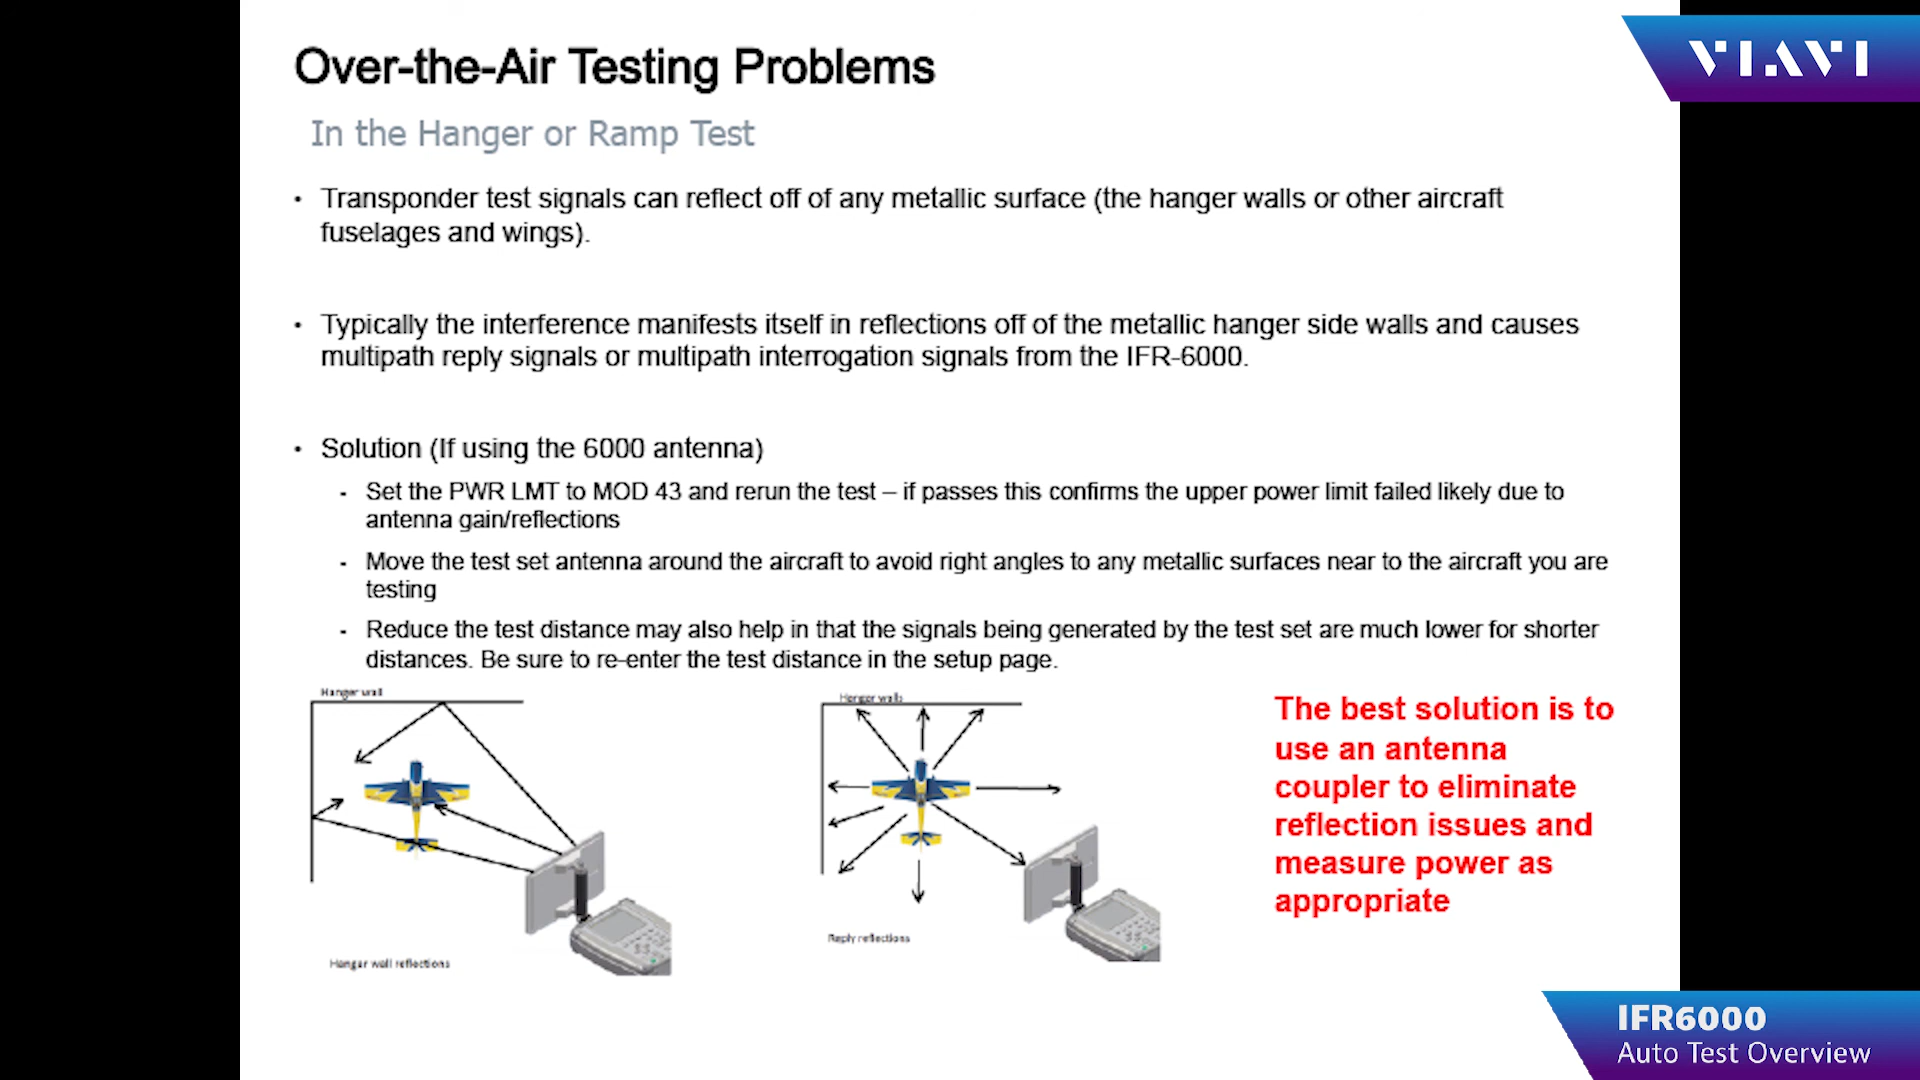 Over-the-Air Testing Problems
VIAVI
In the Hanger or Ramp Test
• Transponder test signals can reflect off of any metallic surface (the hanger walls or other aircraft
fuselages and wings).
• Typically the interference manifests itself in reflections off of the metallic hanger side walls and causes
multipath reply signals or multipath interrogation signals from the IFR-6000.
• Solution (If using the 6000 antenna)
- Set the PWR LMT to MOD 43 and rerun the test – if passes this confirms the upper power limit failed likely due to
antenna gain/reflections
- Move the test set antenna around the aircraft to avoid right angles to any metallic surfaces near to the aircraft you are
testing
- Reduce the test distance may also help in that the signals being generated by the test set are much lower for shorter
distances. Be sure to re-enter the test distance in the setup page.
Hanger wall
Hanger wall reflections
Hanger walls
Reply reflections
The best solution is to
use an antenna
coupler to eliminate
reflection issues and
measure power as
appropriate
IFR6000
Auto Test Overview